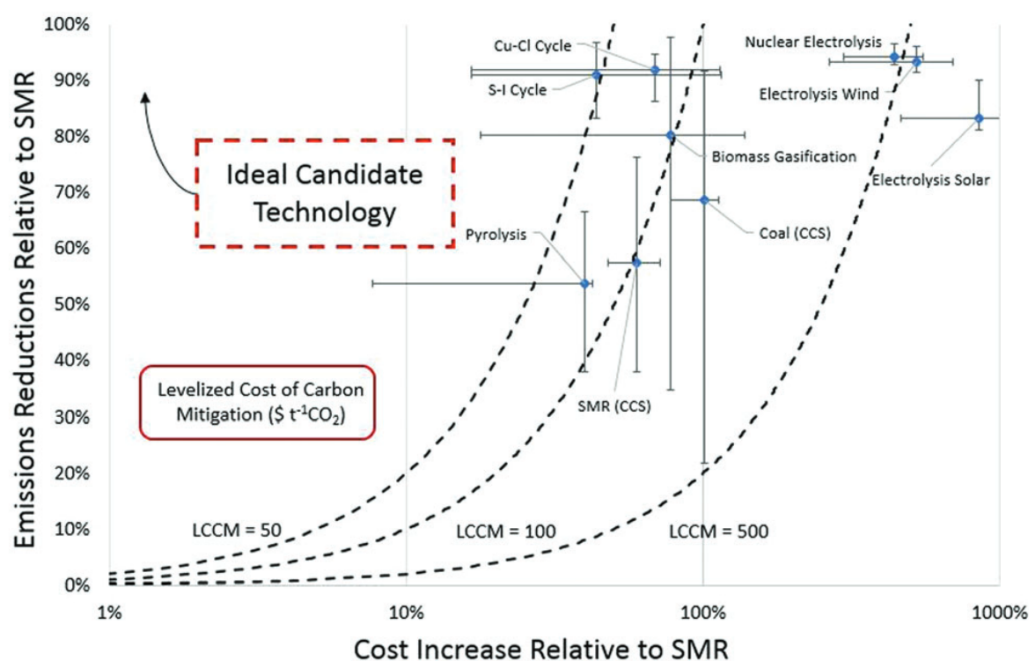 Emissions Reductions Relative to SMR
100%
90%
80%
70%
60%
50%
40%
30%
20%
10%
0%
Cu-Cl Cycle
S-I Cycle
Nuclear Electrolysis
Electrolysis Wind
Biomass Gasification
Electrolysis Solar
Ideal Candidate
Technology
Pyrolysis
Coal (CCS)
Levelized Cost of Carbon
Mitigation ($ t⁻¹CO₂)
SMR (CCS)
LCCM = 50
LCCM = 100
LCCM = 500
1%
10%
100%
1000%
Cost Increase Relative to SMR